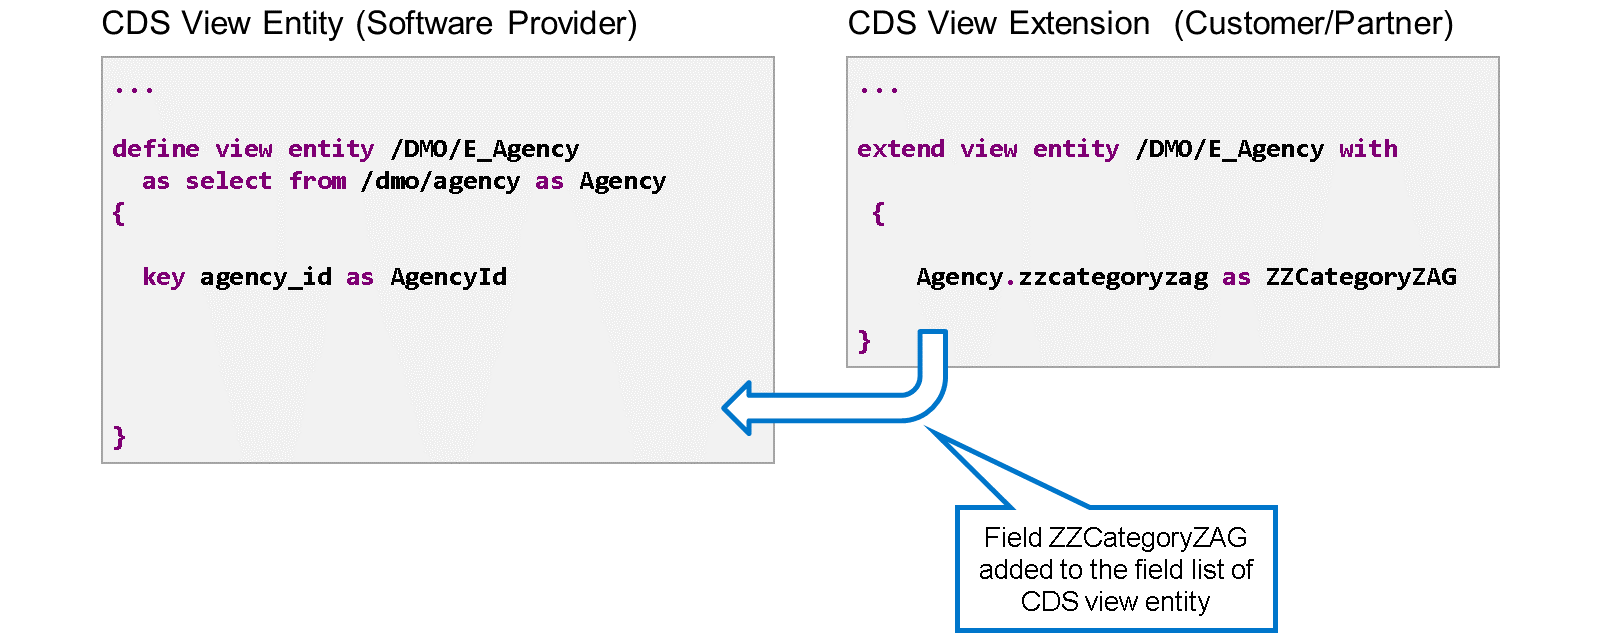 CDS View Entity (Software Provider)
...
define view entity /DMO/E_Agency
as select from /dmo/agency as Agency
{
key agency_id as AgencyId
}
CDS View Extension (Customer/Partner)
...
extend view entity /DMO/E_Agency with
{
Agency.zzcategoryzag as ZZCategoryZAG
}
Field ZZCategoryZAG
added to the field list of
CDS view entity